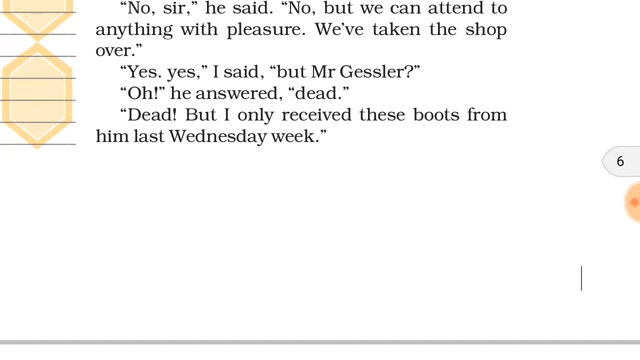 “No, sir,” he said. “No, but we can attend to
anything with pleasure. We’ve taken the shop
over.”
“Yes. yes,” I said, “but Mr Gessler?”
“Oh!” he answered, “dead.”
“Dead! But I only received these boots from
him last Wednesday week.”
6